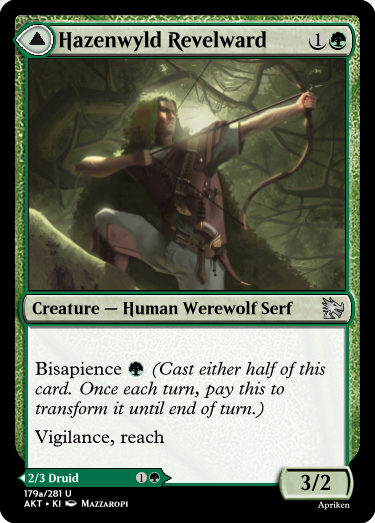 Hazenwyld Revelward 1
Creature — Human Werewolf Serf
Bisapience (Cast either half of this
card. Once each turn, pay this to
transform it until end of turn.)
Vigilance, reach
2/3 Druid 1
3/2
179a/281 U
AKT • KI Mazzaropi
Apriken